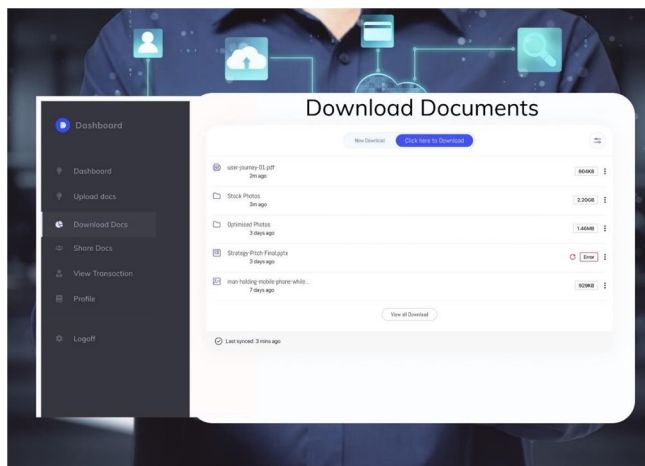 Download Documents
Dashboard
Dashboard
Upload docs
Download Docs
Share Docs
View Transaction
Profile
Logoff
New Download
Click here to Download
user-journey-01.pdf
2m ago
604KB
Stock Photos
3m ago
2.20GB
Optimised Photos
3 days ago
1.46MB
Strategy-Pitch-Final.pptx
3 days ago
Error
man-holding-mobile-phone-while...
7 days ago
929KB
View all Download
Last synced: 3 mins ago